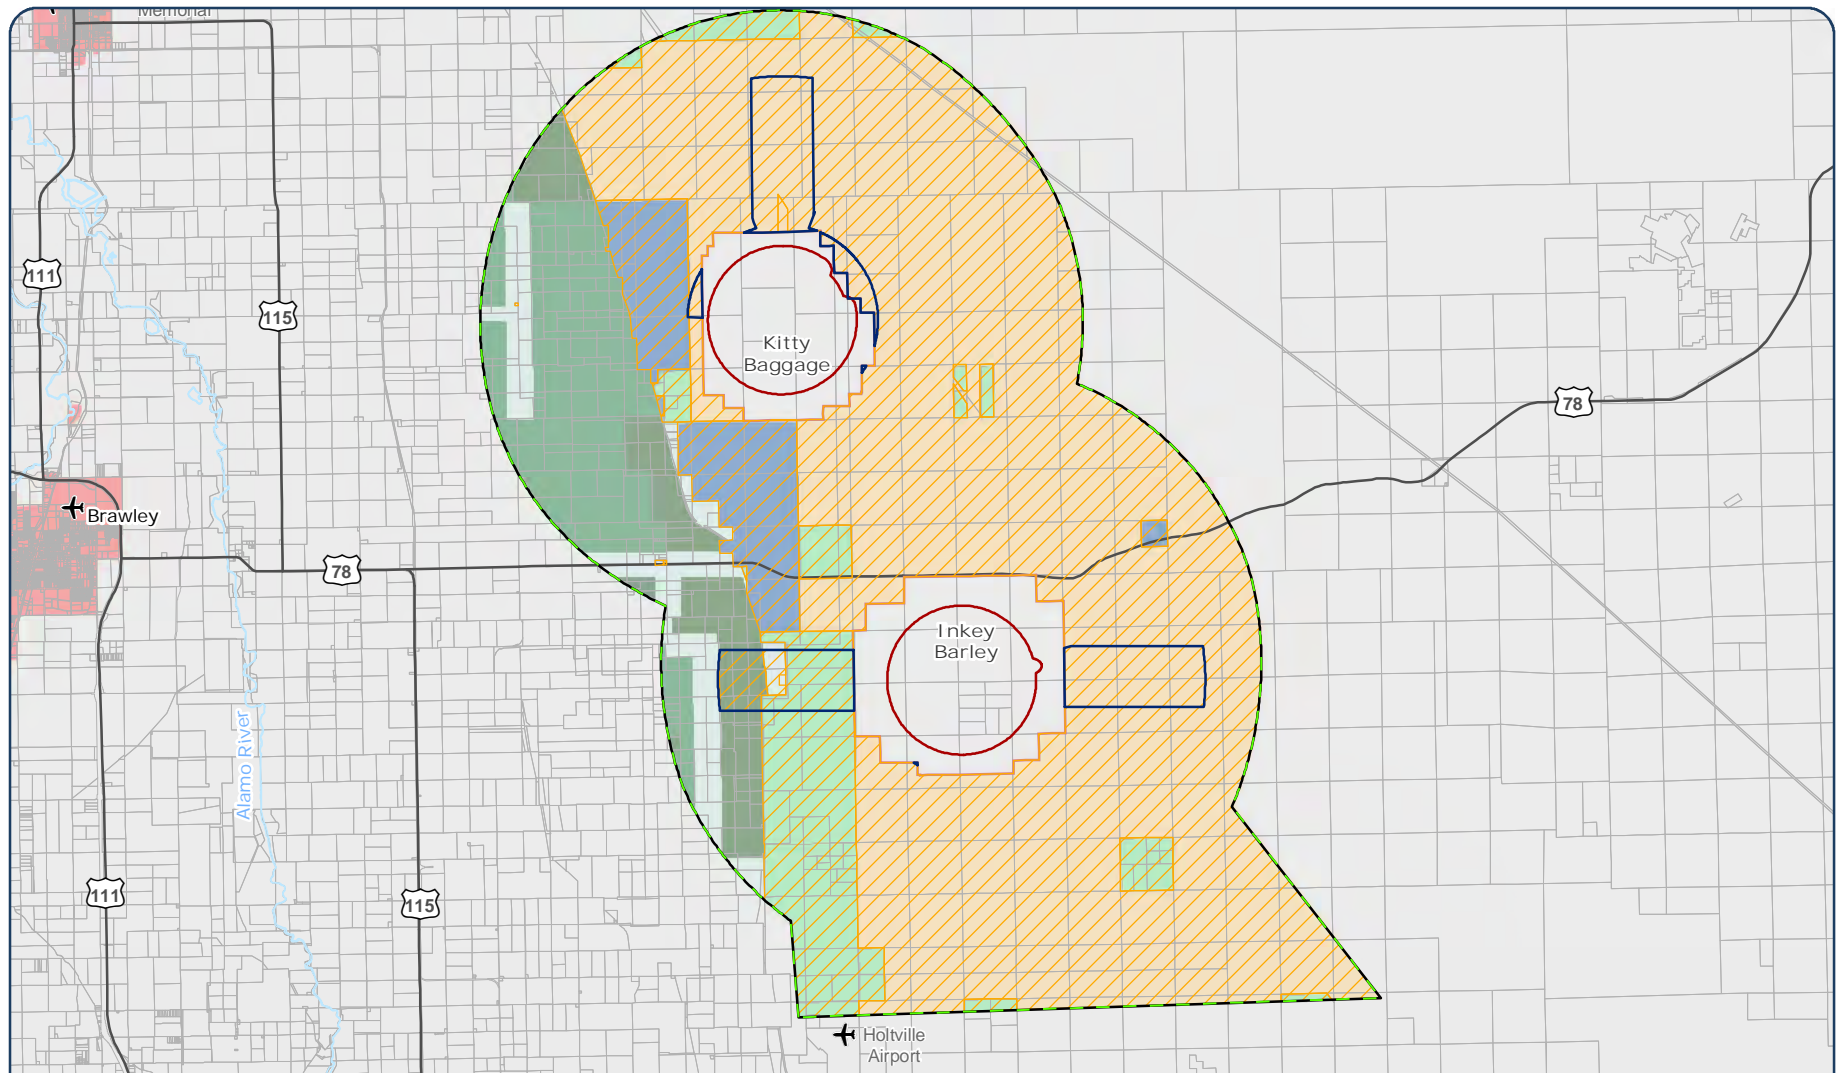 Memorial
111
115
Kitty
Baggage
78
Brawley
78
Inkey
Barley
Alamo River
111
115
Holtville
Airport